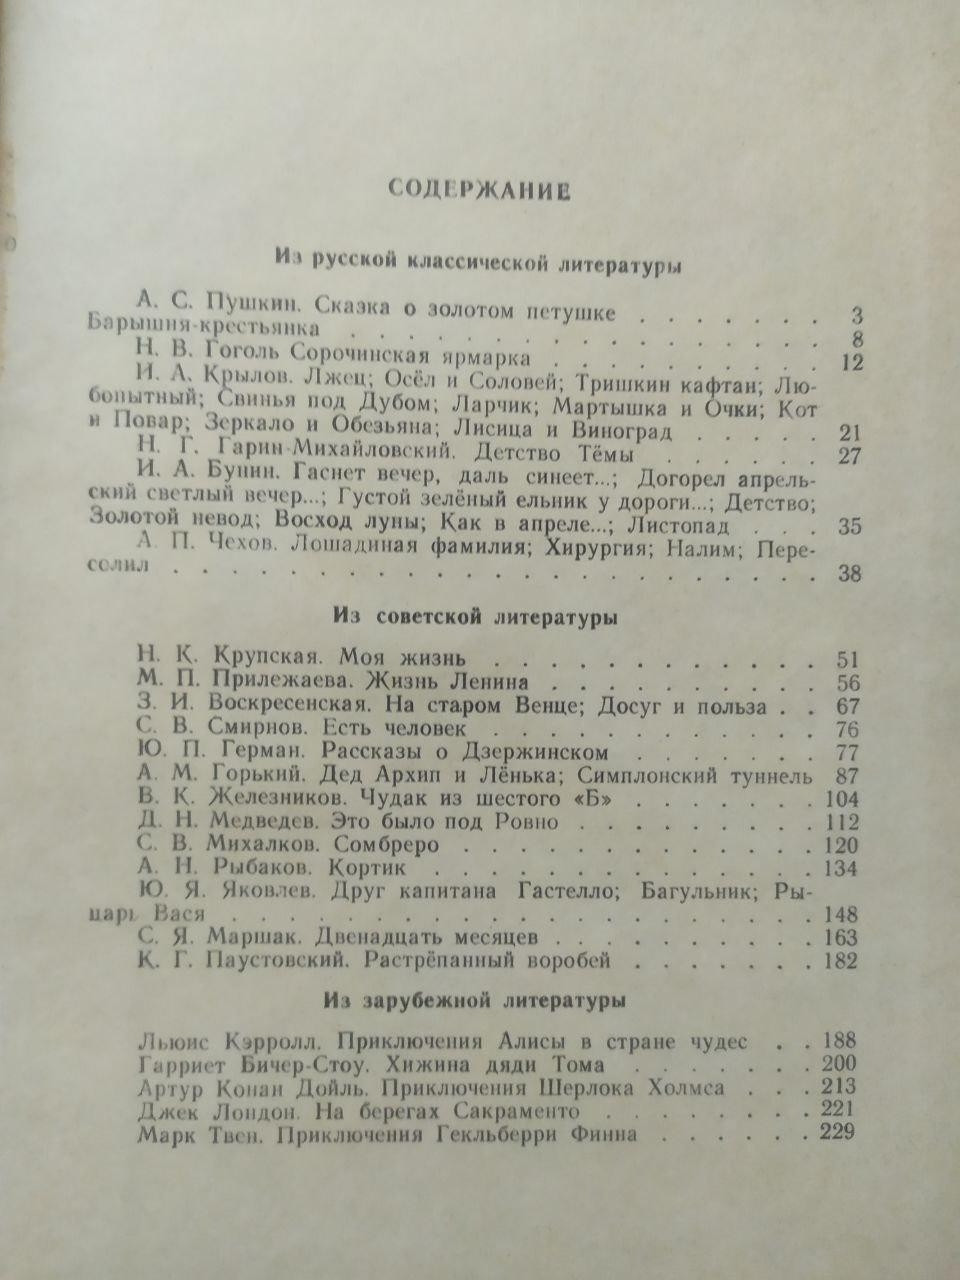 СОДЕРЖАНИЕ
Из русской классической литературы
А. С. Пушкин. Сказка о золотом петушке . . . . . . . 3
Барышня-крестьянка . . . . . . . . . . . . . . . . 8
Н. В. Гоголь Сорочинская ярмарка . . . . . . . . . . 12
И. А. Крылов. Лжец; Осёл и Соловей; Тришкин кафтан; Лю-
бопытный; Свинья под Дубом; Ларчик; Мартышка и Очки; Кот
и Повар; Зеркало и Обезьяна; Лисица и Виноград . . . . . 21
Н. Г. Гарин-Михайловский. Детство Тёмы . . . . . . 27
И. А. Бунин. Гаснет вечер, даль синеет...; Догорел апрель-
ский светлый вечер...; Густой зелёный ельник у дороги...; Детство;
Золотой невод; Восход луны; Как в апреле...; Листопад . . . 35
А. П. Чехов. Лошадиная фамилия; Хирургия; Налим; Пере-
солил . . . . . . . . . . . . . . . . . . . . . . . 38
Из советской литературы
Н. К. Крупская. Моя жизнь . . . . . . . . . . . . 51
М. П. Прилежаева. Жизнь Ленина . . . . . . . . . . 56
З. И. Воскресенская. На старом Венце; Досуг и польза . . 67
С. В. Смирнов. Есть человек . . . . . . . . . . . . 76
Ю. П. Герман. Рассказы о Дзержинском . . . . . . . 77
А. М. Горький. Дед Архип и Лёнька; Симплонский туннель 87
В. К. Железников. Чудак из шестого «Б» . . . . . . . 104
Д. Н. Медведев. Это было под Ровно . . . . . . . . . 112
С. В. Михалков. Сомбреро . . . . . . . . . . . . . 120
А. Н. Рыбаков. Кортик . . . . . . . . . . . . . . 134
Ю. Я. Яковлев. Друг капитана Гастелло; Багульник; Ры-
царь Вася . . . . . . . . . . . . . . . . . . . . . 148
С. Я. Маршак. Двенадцать месяцев . . . . . . . . . . 163
К. Г. Паустовский. Растрёпанный воробей . . . . . . . 182
Из зарубежной литературы
Льюис Кэрролл. Приключения Алисы в стране чудес . . 188
Гарриет Бичер-Стоу. Хижина дяди Тома . . . . . . . 200
Артур Конан Дойль. Приключения Шерлока Холмса . . . 213
Джек Лондон. На берегах Сакраменто . . . . . . . . 221
Марк Твен. Приключения Гекльберри Финна . . . . . . 229